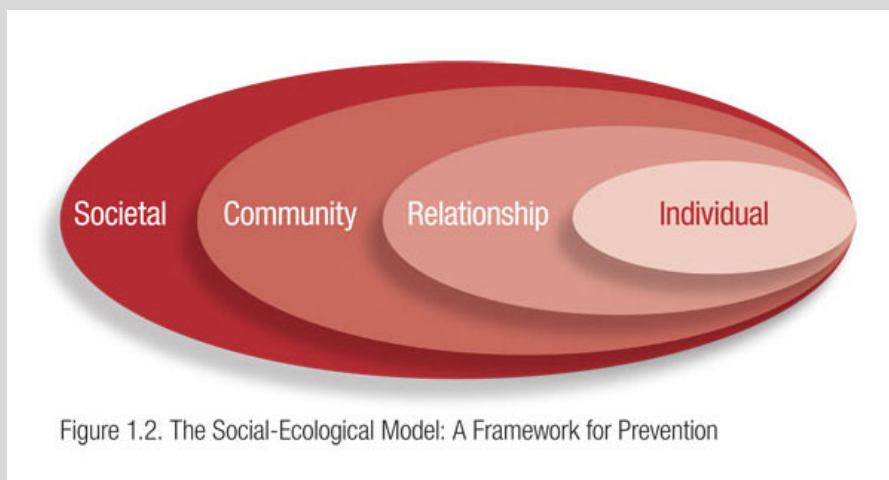 Societal Community Relationship Individual
Figure 1.2. The Social-Ecological Model: A Framework for Prevention